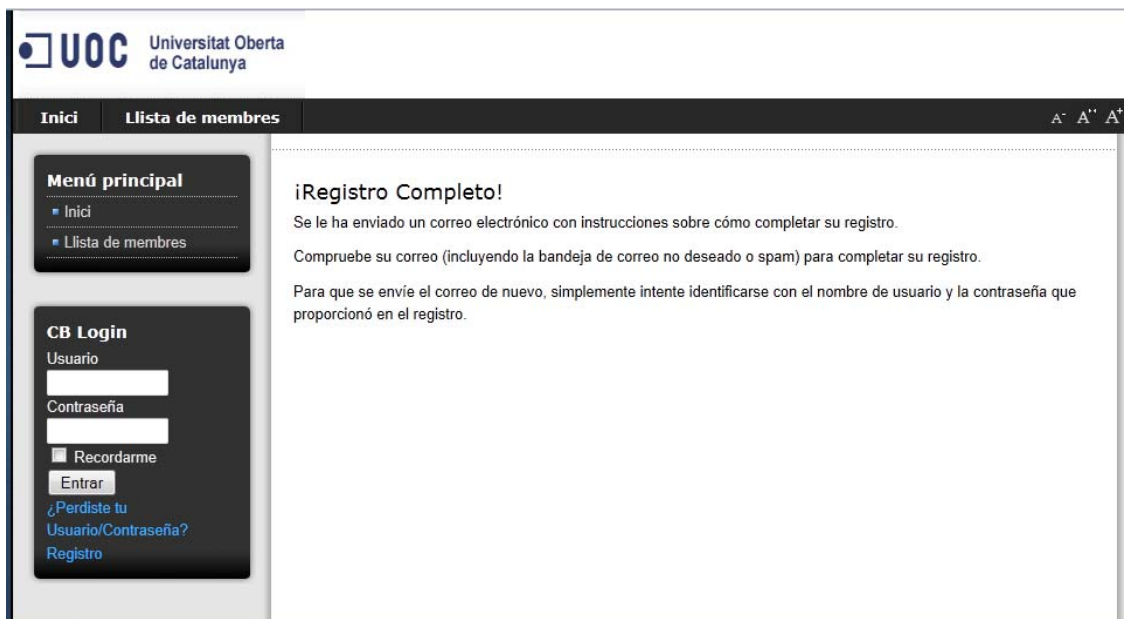 UOC
Universitat Oberta
de Catalunya
Inici
Llista de membres
A- A'' A+
Menú principal
Inici
Llista de membres
CB Login
Usuario
Contraseña
Recordarme
Entrar
¿Perdiste tu
Usuario/Contraseña?
Registro
¡Registro Completo!
Se le ha enviado un correo electrónico con instrucciones sobre cómo completar su registro.
Compruebe su correo (incluyendo la bandeja de correo no deseado o spam) para completar su registro.
Para que se envíe el correo de nuevo, simplemente intente identificarse con el nombre de usuario y la contraseña que
proporcionó en el registro.